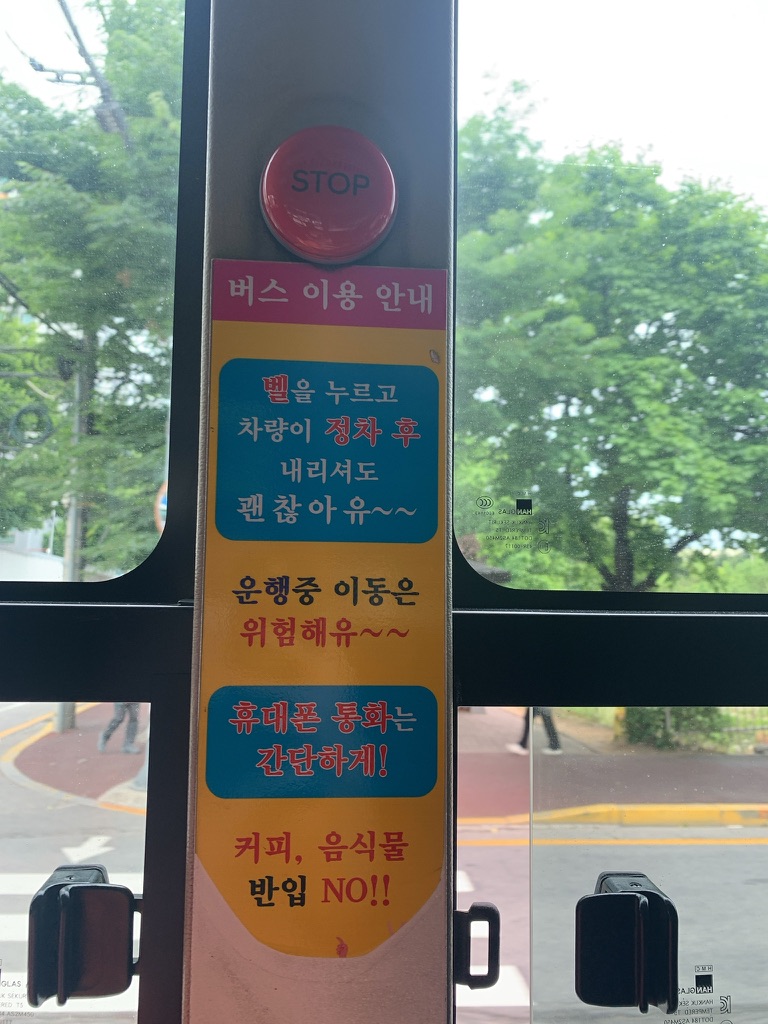 STOP
버스 이용 안내
벨을 누르고
차량이 정차 후
내리셔도
괜찮아유~~
운행중 이동은
위험해유~~
휴대폰 통화는
간단하게!
커피, 음식물
반입 NO!!
HAN GLAS